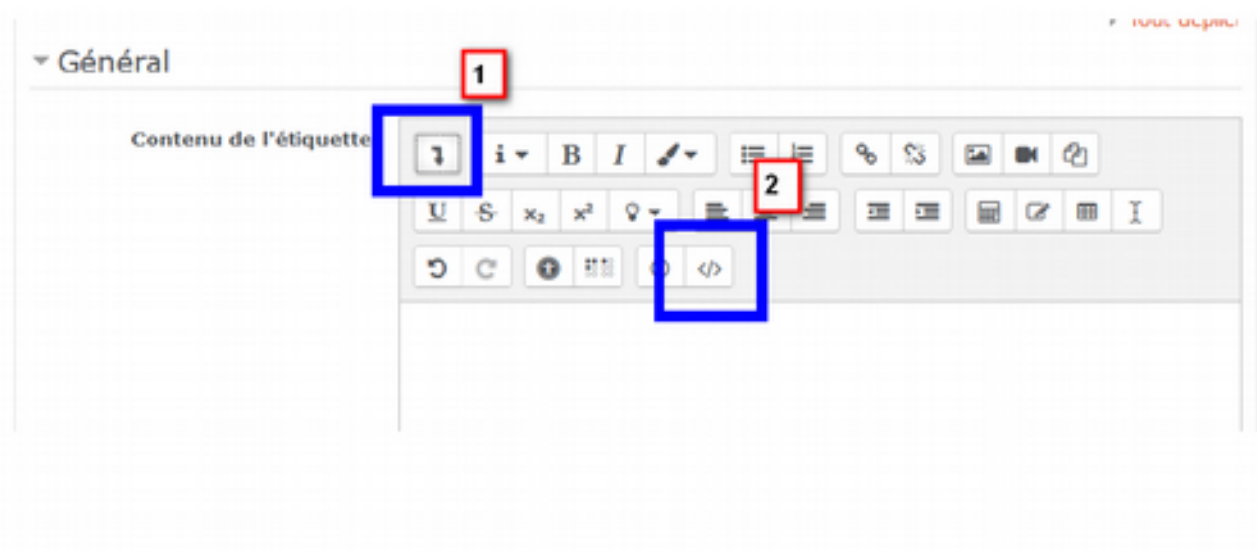 Tout déplier
Général
1
Contenu de l'étiquette
i B I
2
U S x₂ x²
</>